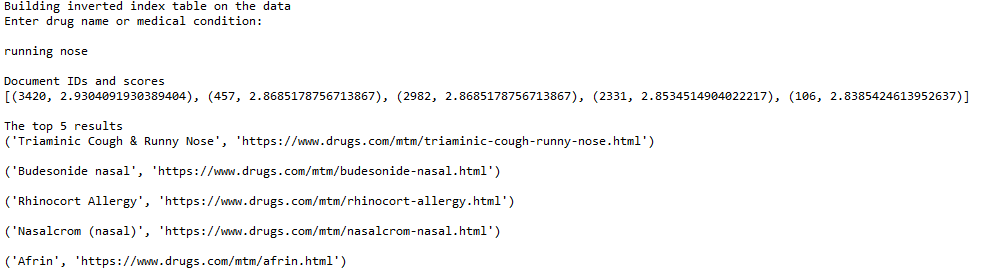 Building inverted index table on the data
Enter drug name or medical condition:
running nose
Document IDs and scores
[(3420, 2.9304091930389404), (457, 2.8685178756713867), (2982, 2.8685178756713867), (2331, 2.8534514904022217), (106, 2.8385424613952637)]
The top 5 results
('Triaminic Cough & Runny Nose', 'https://www.drugs.com/mtm/triaminic-cough-runny-nose.html')
('Budesonide nasal', 'https://www.drugs.com/mtm/budesonide-nasal.html')
('Rhinocort Allergy', 'https://www.drugs.com/mtm/rhinocort-allergy.html')
('Nasalcrom (nasal)', 'https://www.drugs.com/mtm/nasalcrom-nasal.html')
('Afrin', 'https://www.drugs.com/mtm/afrin.html')